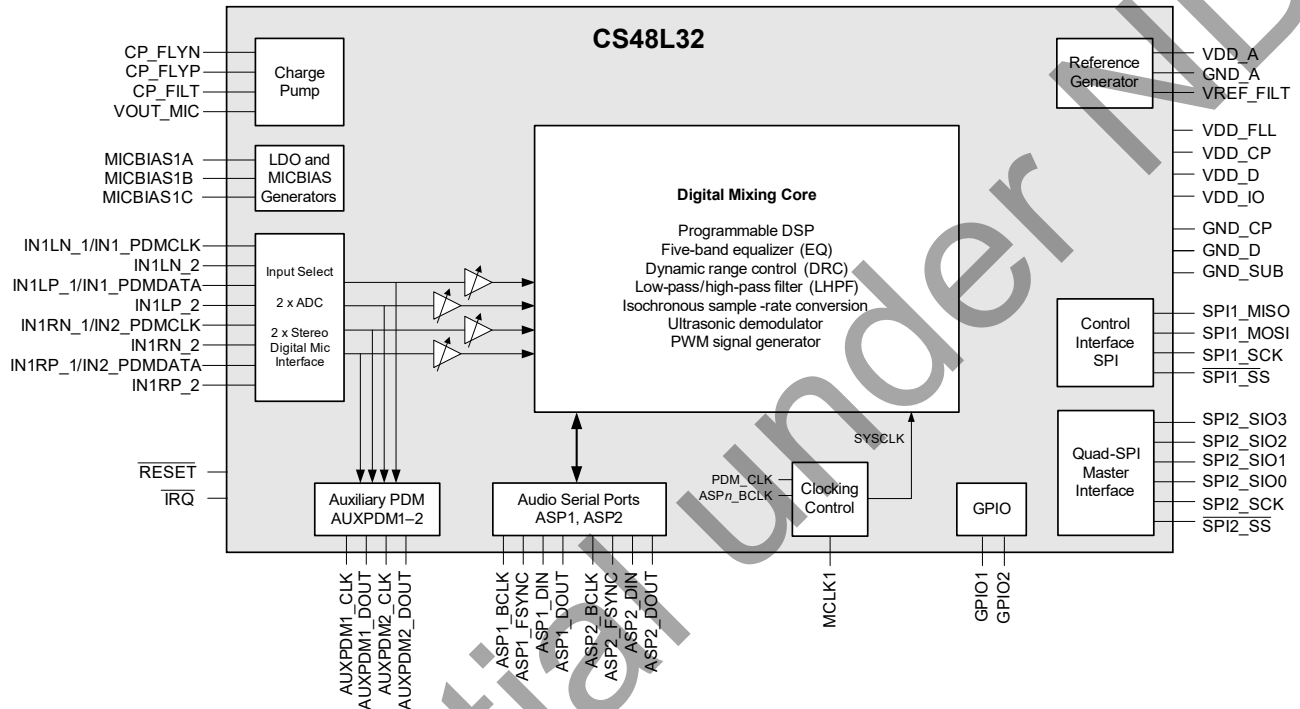 CS48L32
CP_FLYN
CP_FLYP
CP_FILT
VOUT_MIC
Charge
Pump
MICBIAS1A
MICBIAS1B
MICBIAS1C
LDO and
MICBIAS
Generators
IN1LN_1/IN1_PDMCLK
IN1LN_2
IN1LP_1/IN1_PDMDATA
IN1LP_2
IN1RN_1/IN2_PDMCLK
IN1RN_2
IN1RP_1/IN2_PDMDATA
IN1RP_2
Input Select
2 x ADC
2 x Stereo
Digital Mic
Interface
RESET
IRQ
Digital Mixing Core
Programmable DSP
Five-band equalizer (EQ)
Dynamic range control (DRC)
Low-pass/high-pass filter (LHPF)
Isochronous sample -rate conversion
Ultrasonic demodulator
PWM signal generator
Reference
Generator
VDD_A
GND_A
VREF_FILT
VDD_FLL
VDD_CP
VDD_D
VDD_IO
GND_CP
GND_D
GND_SUB
Control
Interface
SPI
SPI1_MISO
SPI1_MOSI
SPI1_SCK
SPI1_SS
Quad-SPI
Master
Interface
SPI2_SIO3
SPI2_SIO2
SPI2_SIO1
SPI2_SIO0
SPI2_SCK
SPI2_SS
Auxiliary PDM
AUXPDM1–2
AUXPDM1_CLK
AUXPDM1_DOUT
AUXPDM2_CLK
AUXPDM2_DOUT
Audio Serial Ports
ASP1, ASP2
ASP1_BCLK
ASP1_FSYNC
ASP1_DIN
ASP1_DOUT
ASP2_BCLK
ASP2_FSYNC
ASP2_DIN
ASP2_DOUT
SYSCLK
PDM_CLK
ASPn_BCLK
Clocking
Control
MCLK1
GPIO
GPIO1
GPIO2
tial under